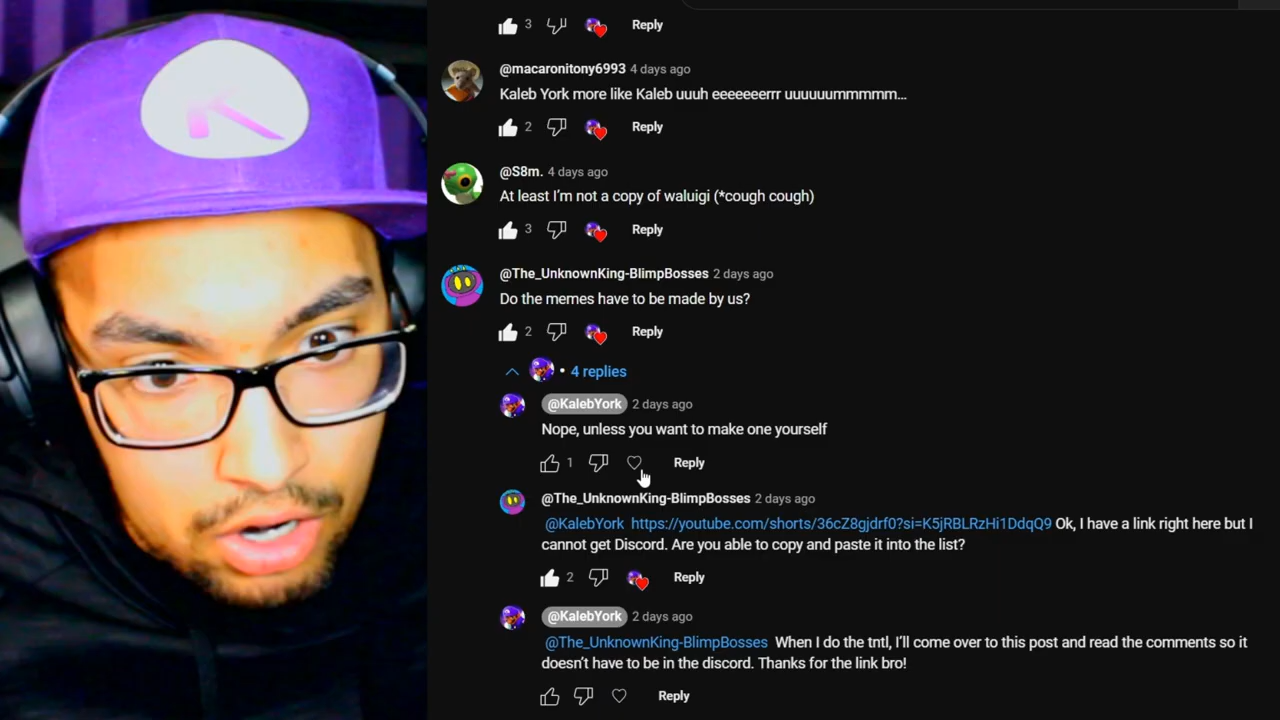 3 Reply
@macaronitony6993 4 days ago
Kaleb York more like Kaleb uuuh eeeeeeerrr uuuuuummmmm...
2 Reply
@S8m. 4 days ago
At least I'm not a copy of waluigi (*cough cough)
3 Reply
@The_UnknownKing-BlimpBosses 2 days ago
Do the memes have to be made by us?
2 Reply
• 4 replies
@KalebYork 2 days ago
Nope, unless you want to make one yourself
1 Reply
@The_UnknownKing-BlimpBosses 2 days ago
@KalebYork https://youtube.com/shorts/36cZ8gjdrf0?si=K5jRBLRzHi1DdqQ9 Ok, I have a link right here but I
cannot get Discord. Are you able to copy and paste it into the list?
2 Reply
@KalebYork 2 days ago
@The_UnknownKing-BlimpBosses When I do the tntl, I'll come over to this post and read the comments so it
doesn't have to be in the discord. Thanks for the link bro!
Reply